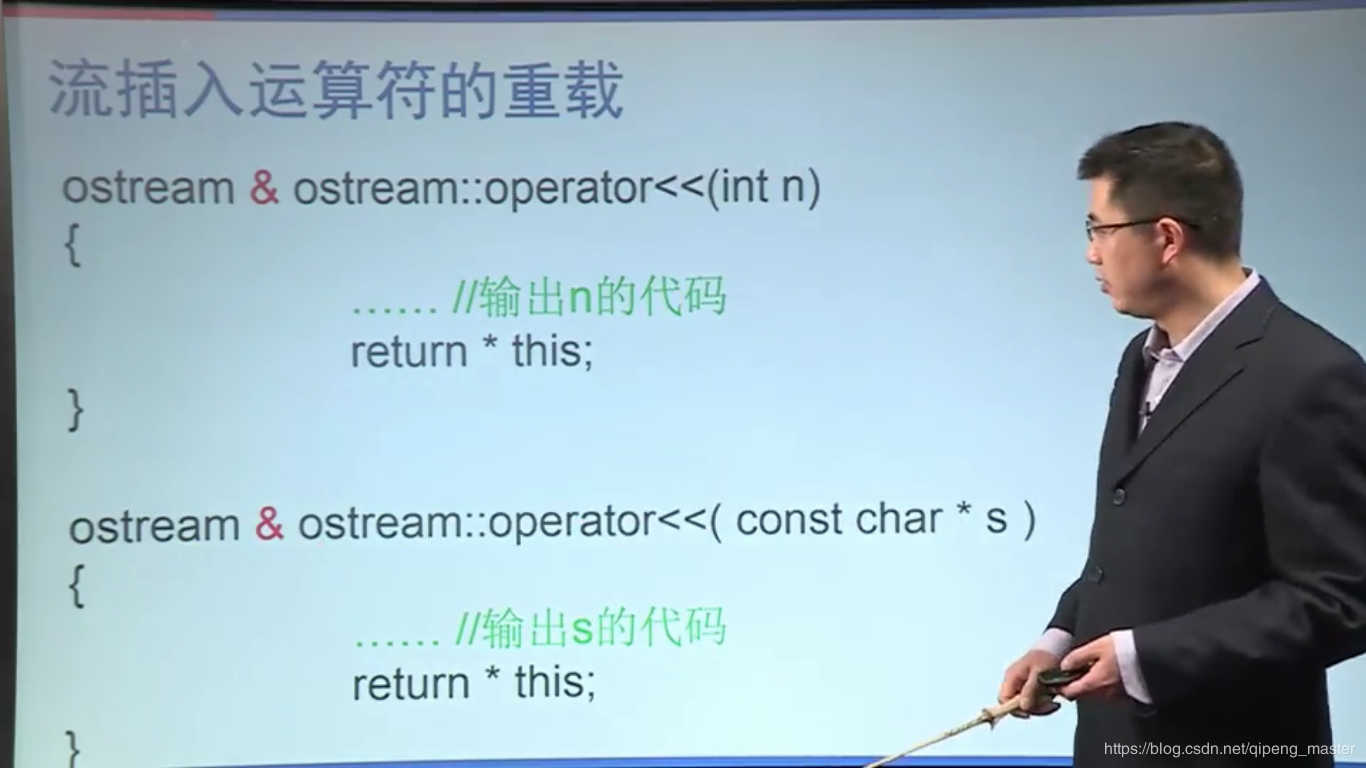 流插入运算符的重载
ostream & ostream::operator<<(int n)
{
…… //输出n的代码
return * this;
}
ostream & ostream::operator<<( const char * s )
{
…… //输出s的代码
return * this;
}
https://blog.csdn.net/qipeng_master